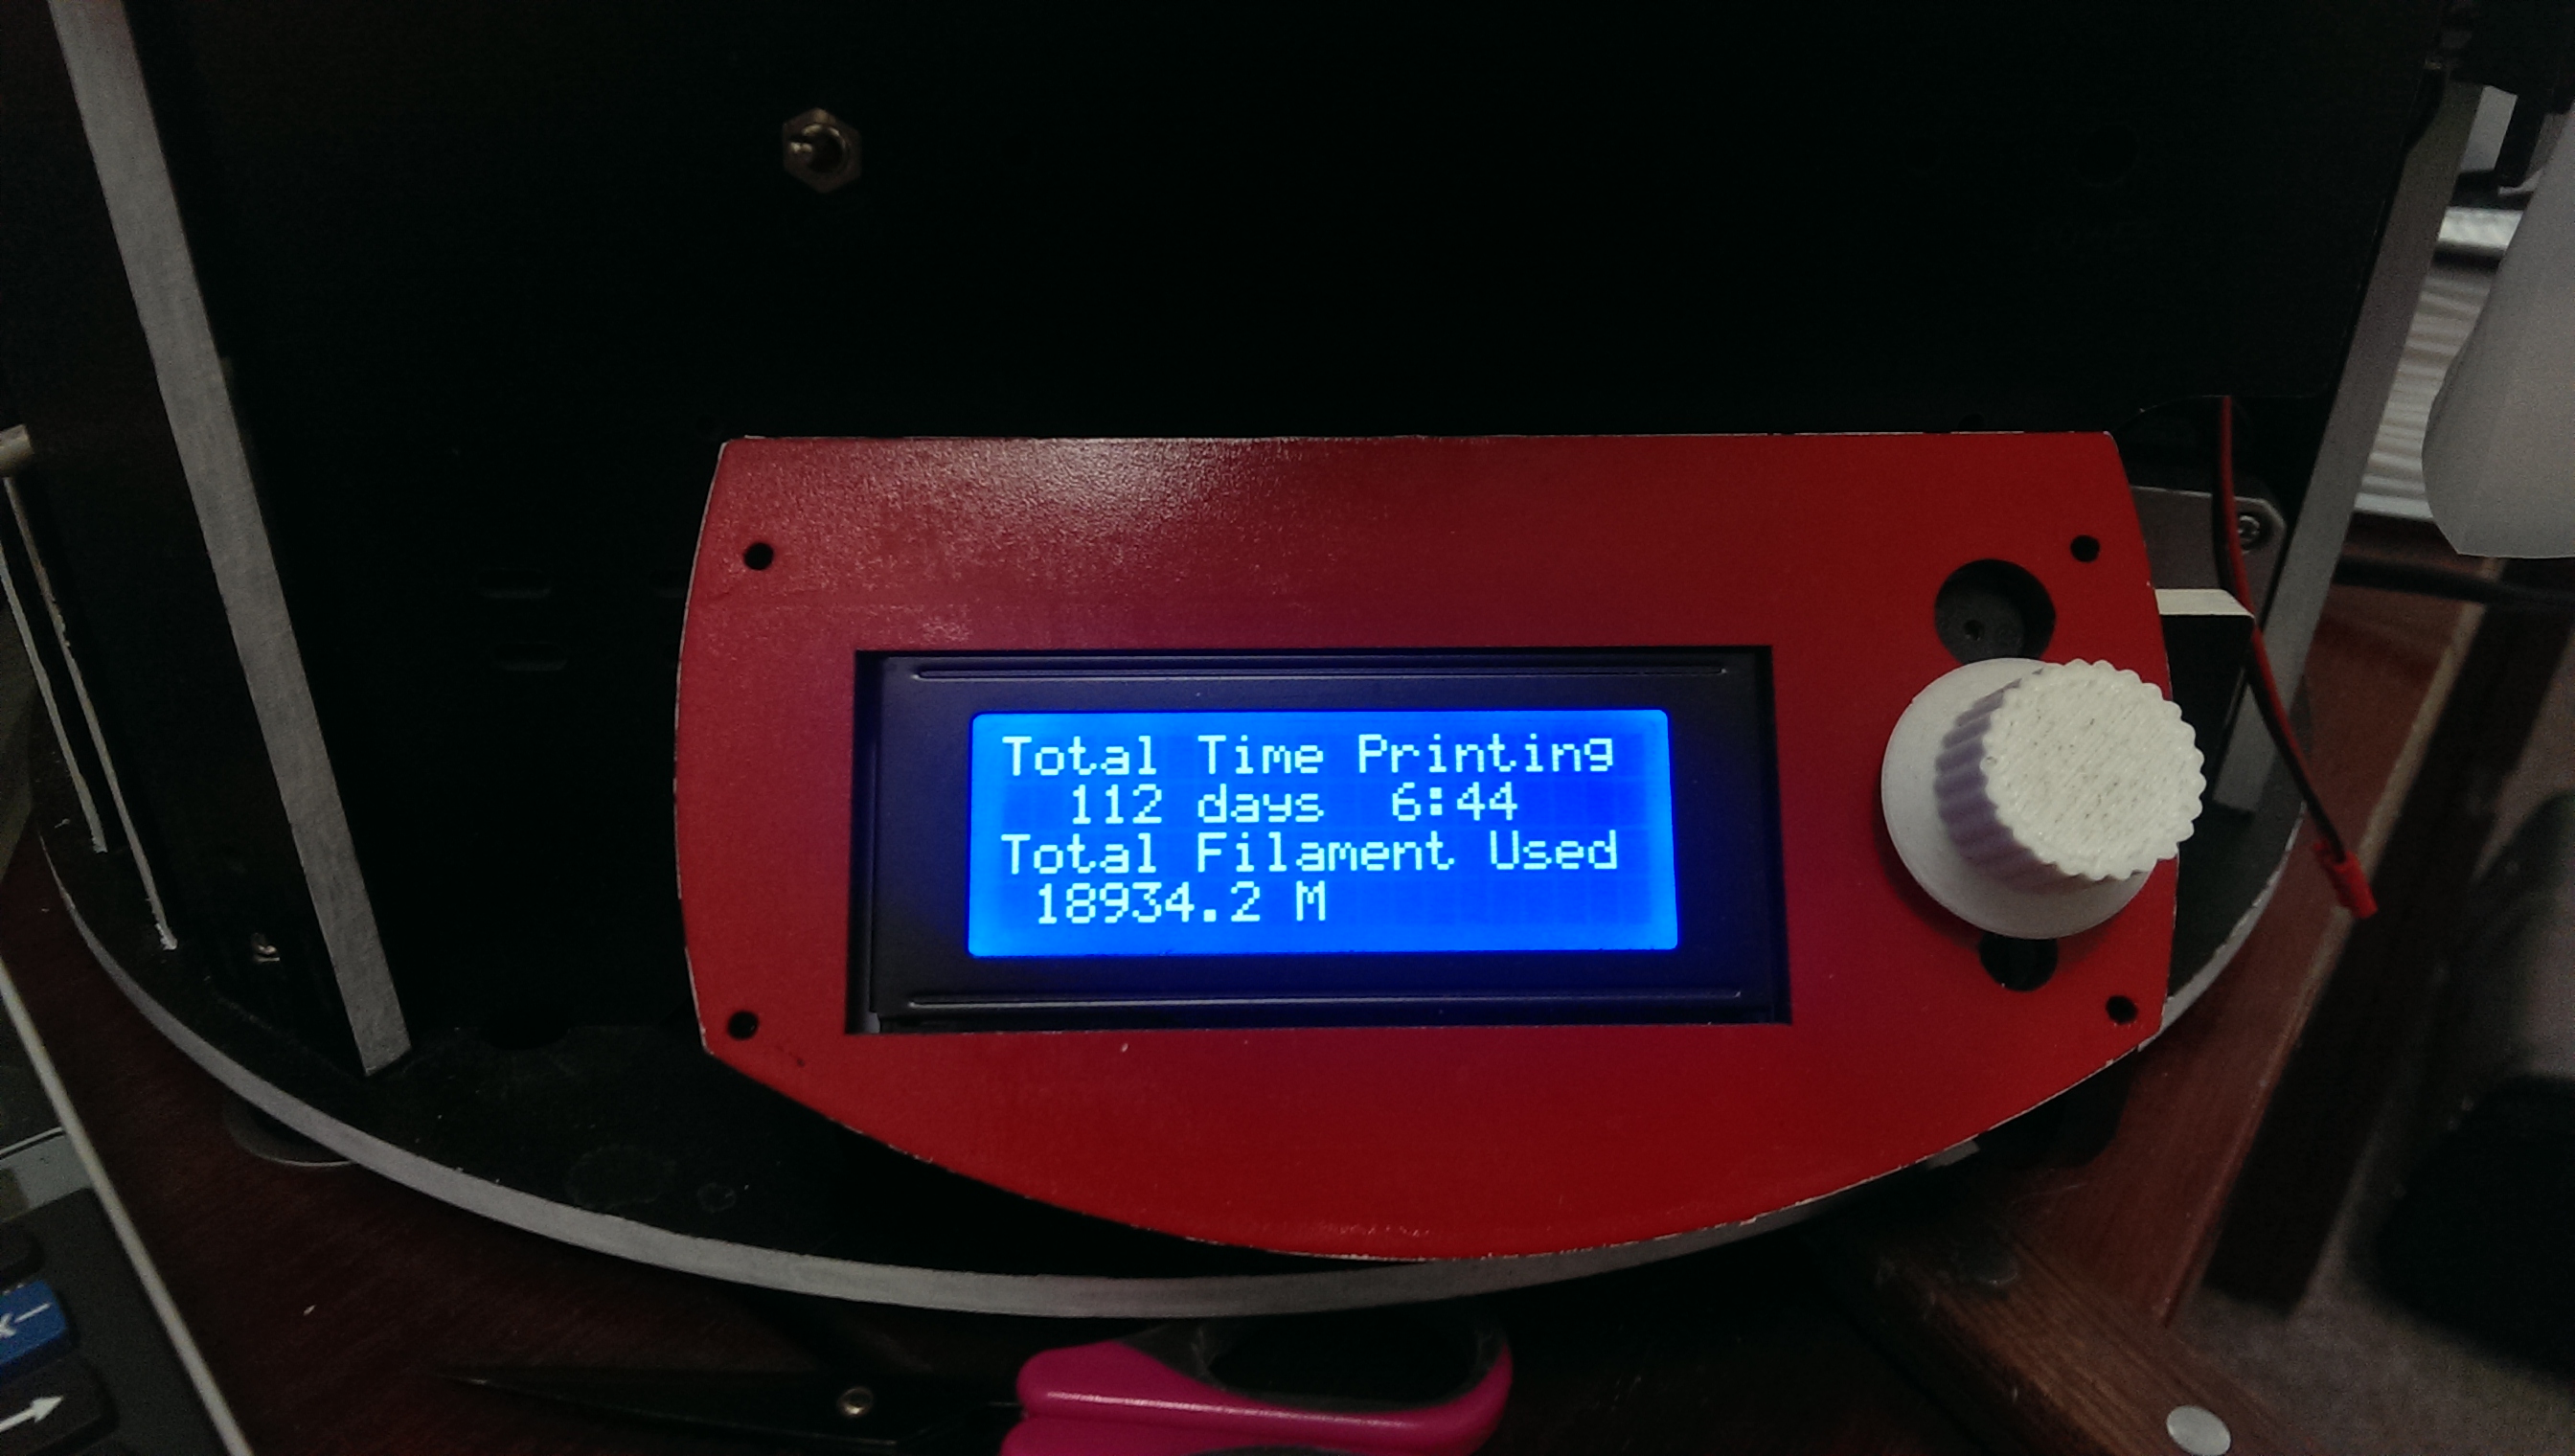 Total Time Printing
112 days 6:44
Total Filament Used
18934.2 M